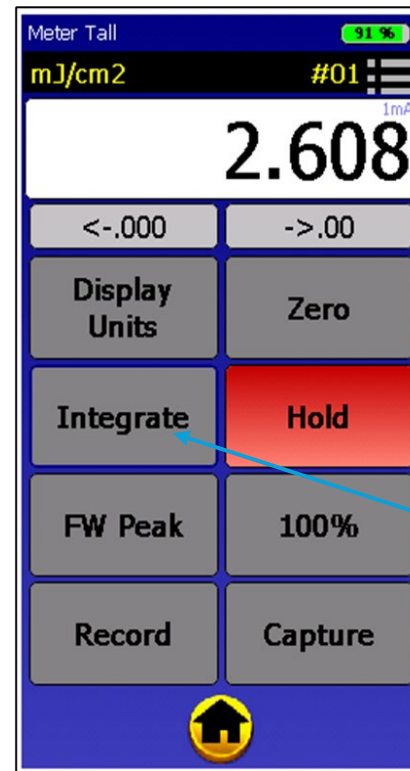 Meter Tall 91 %
mJ/cm2 #01
1mA
2.608
<-.000 ->.00
Display
Units
Zero
Integrate Hold
FW Peak 100%
Record Capture